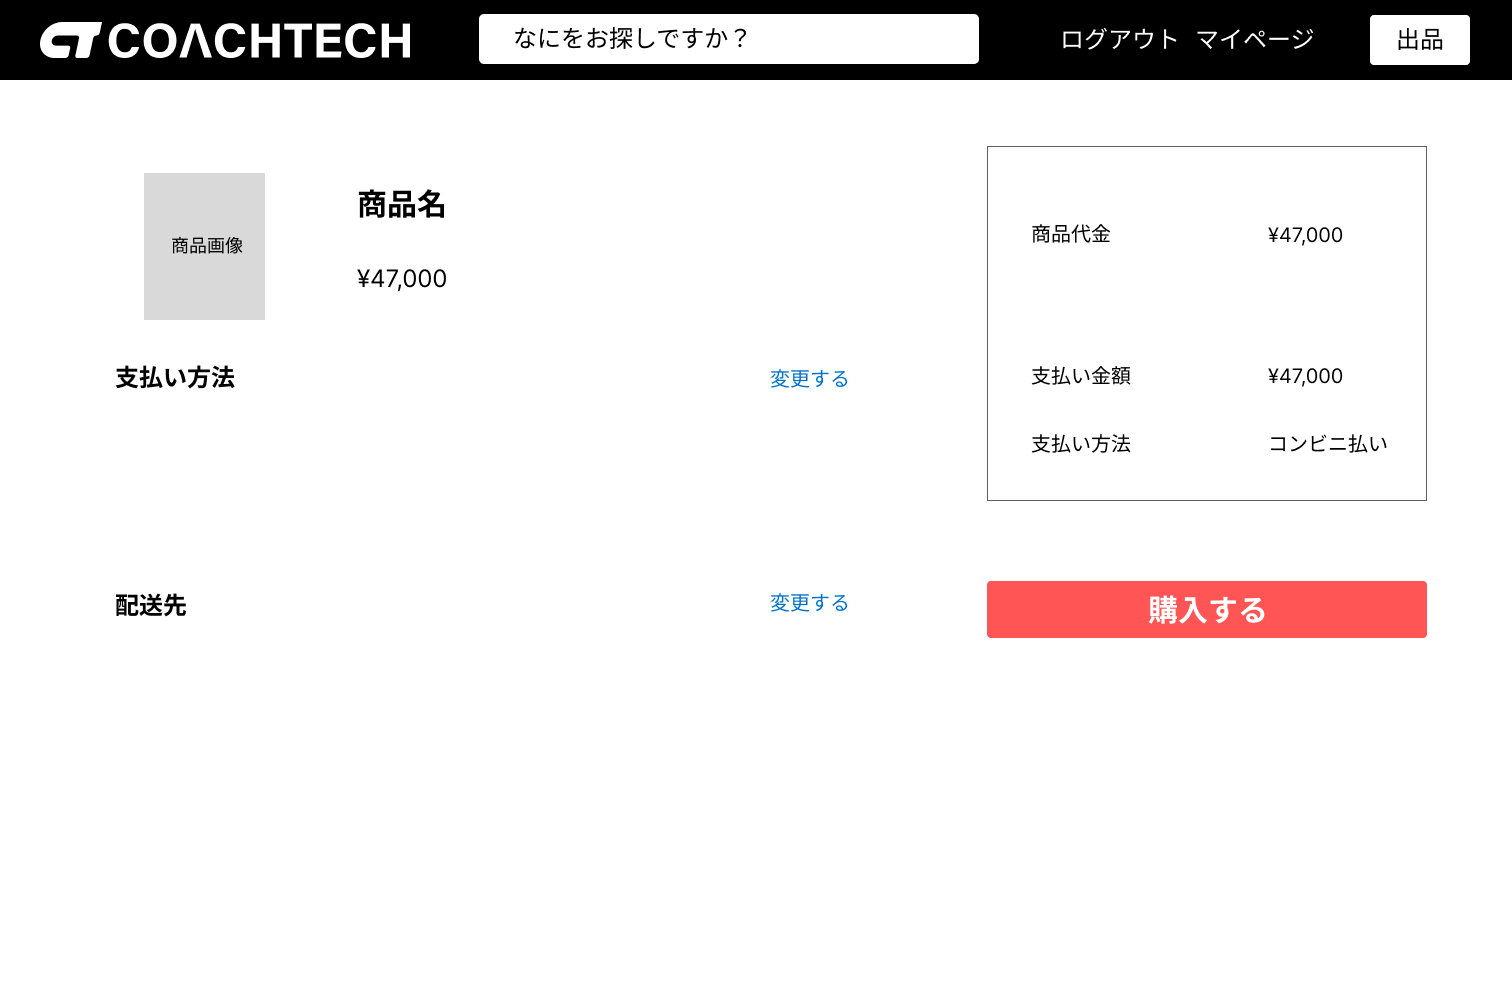 COACHTECH
なにをお探しですか？
ログアウト マイページ
出品
商品画像
商品名
¥47,000
支払い方法
変更する
配送先
変更する
商品代金 ¥47,000
支払い金額 ¥47,000
支払い方法 コンビニ払い
購入する